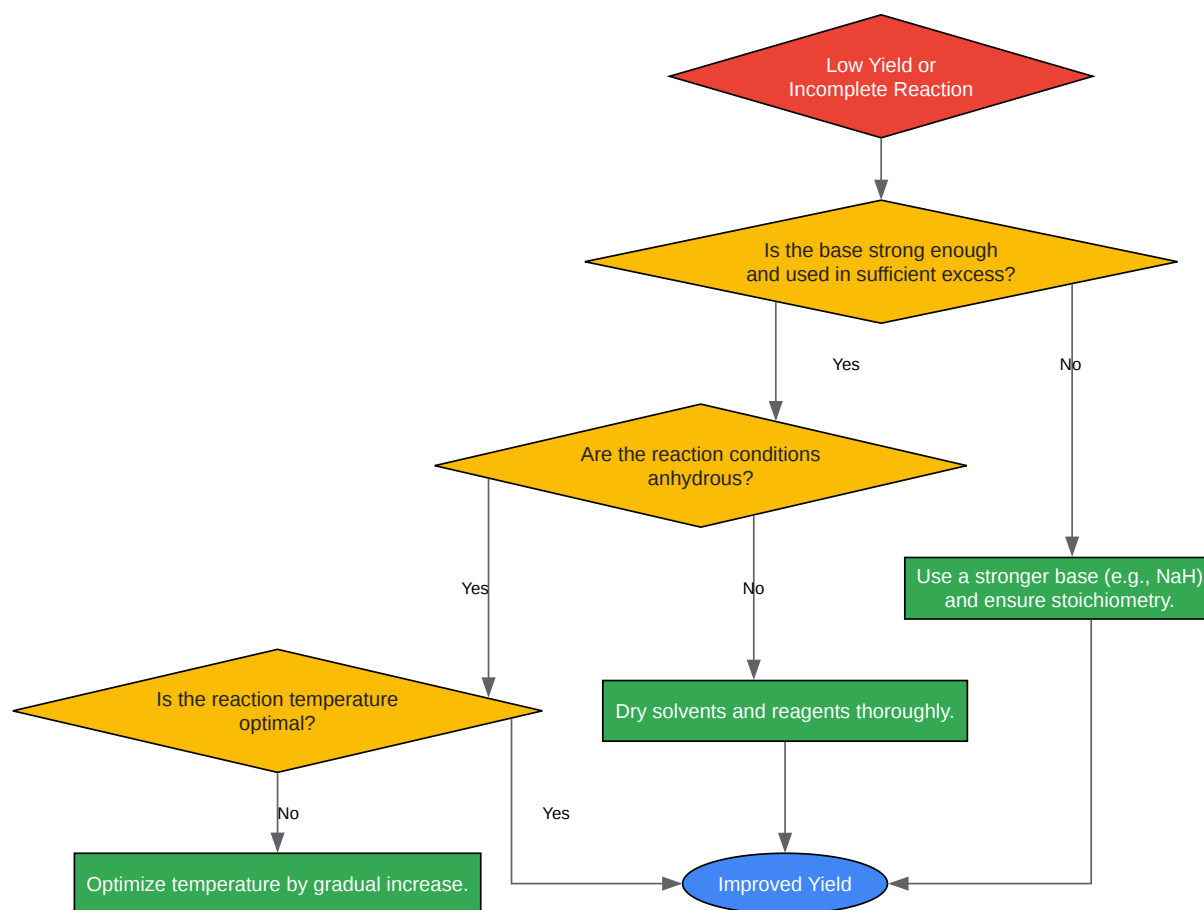 Low Yield or
Incomplete Reaction
Is the base strong enough
and used in sufficient excess?
Yes
No
Are the reaction conditions
anhydrous?
Yes
No
Use a stronger base (e.g., NaH)
and ensure stoichiometry.
Is the reaction temperature
optimal?
Dry solvents and reagents thoroughly.
No
Yes
Optimize temperature by gradual increase.
Improved Yield